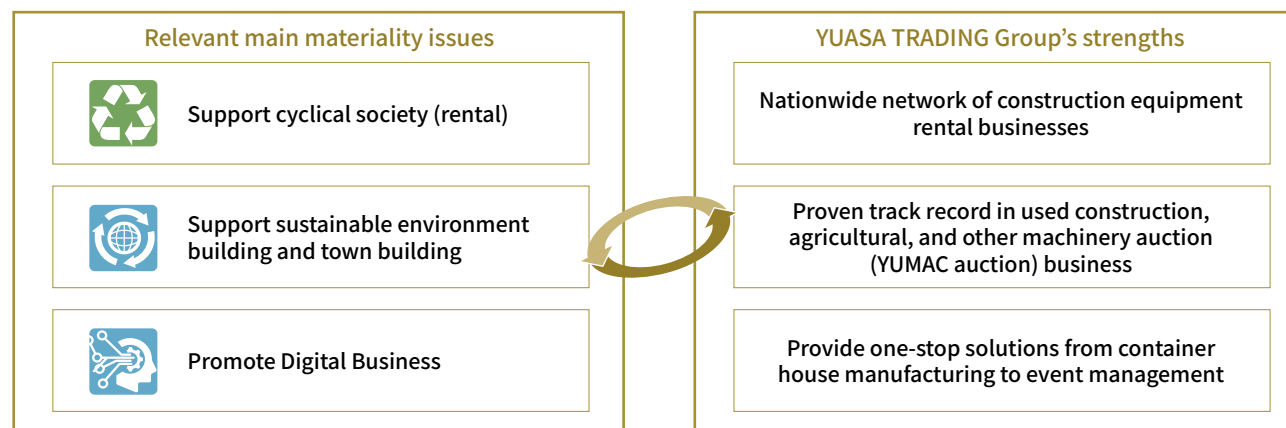 Relevant main materiality issues
Support cyclical society (rental)
Support sustainable environment
building and town building
Promote Digital Business
YUASA TRADING Group’s strengths
Nationwide network of construction equipment
rental businesses
Proven track record in used construction,
agricultural, and other machinery auction
(YUMAC auction) business
Provide one-stop solutions from container
house manufacturing to event management